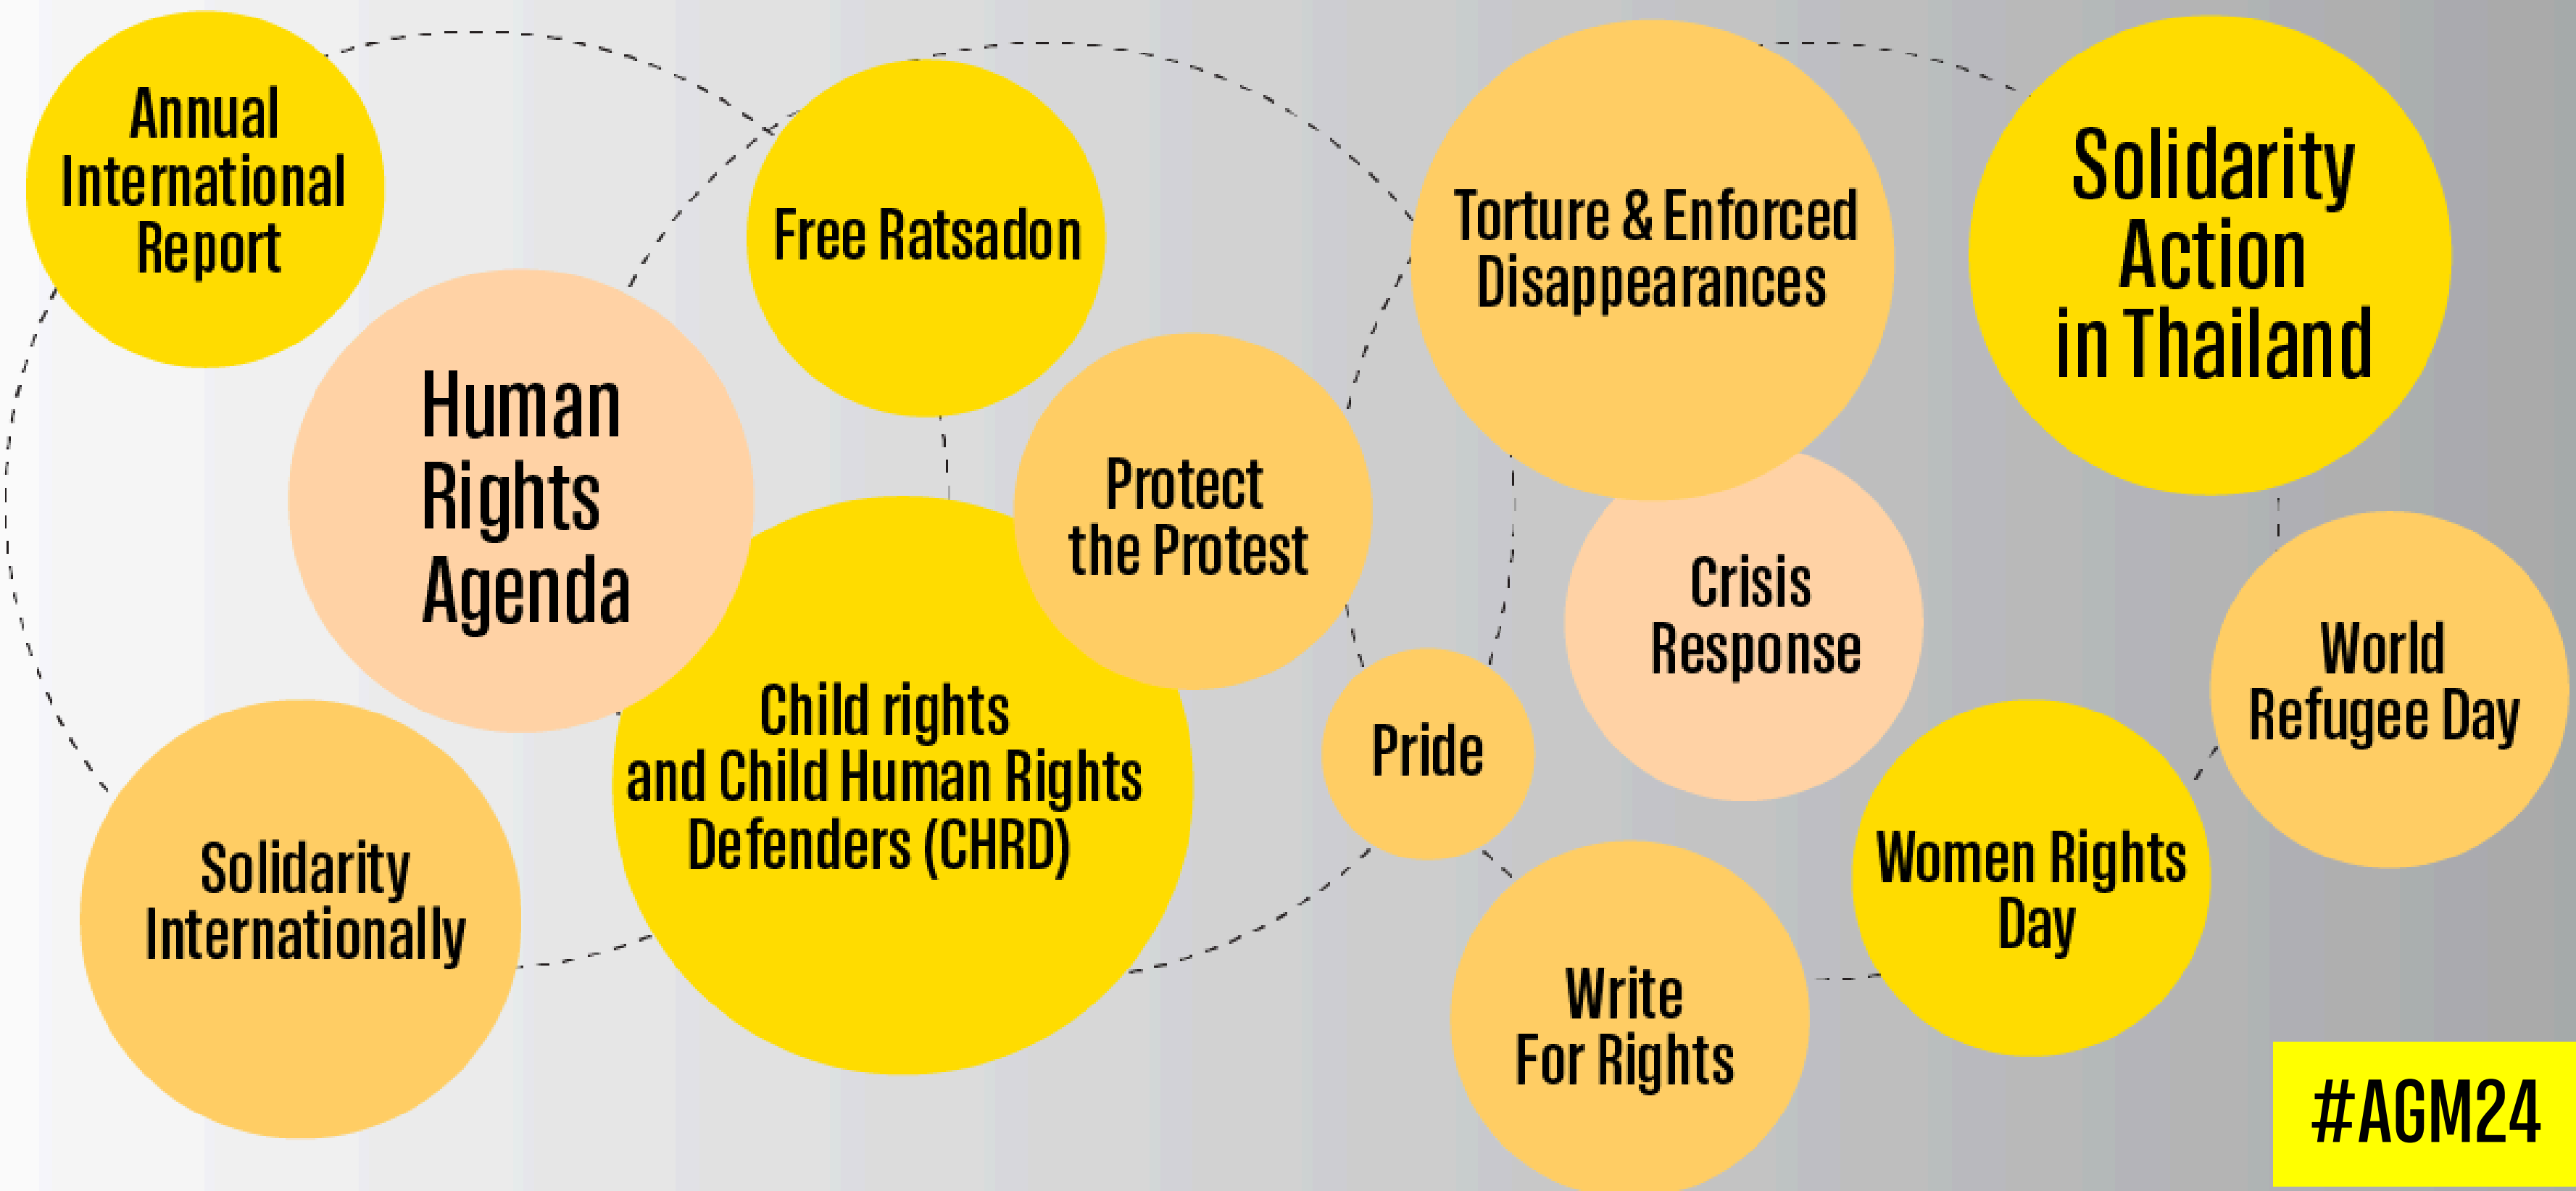 Annual
International
Report
Human
Rights
Agenda
Solidarity
Internationally
Free Ratsadon
Protect
the Protest
Child rights
and Child Human Rights
Defenders (CHRD)
Torture & Enforced
Disappearances
Crisis
Response
Pride
Write
For Rights
Solidarity
Action
in Thailand
World
Refugee Day
Women Rights
Day
#AGM24